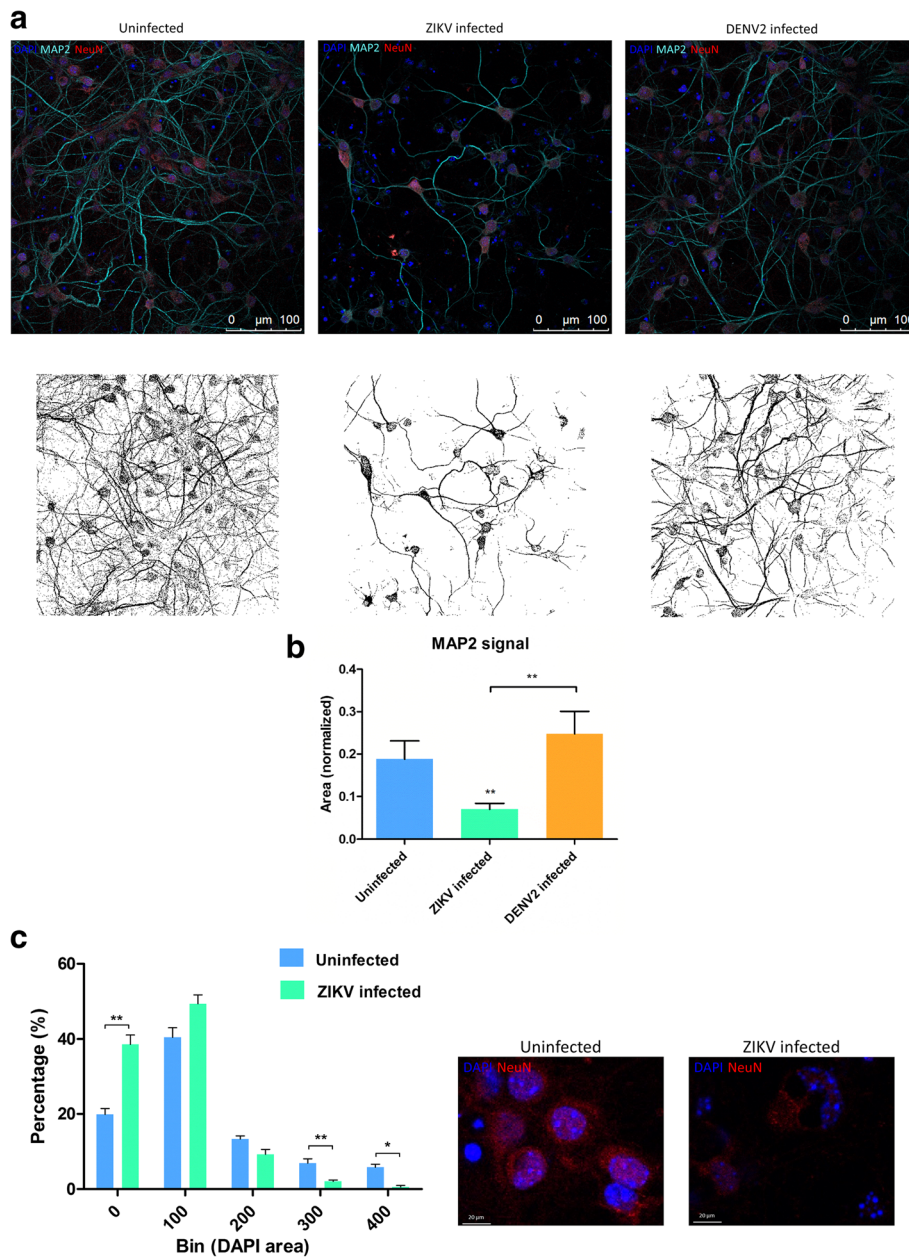 a
Uninfected
ZIKV infected
DENV2 infected
DAPI MAP2 NeuN
DAPI MAP2 NeuN
DAPI MAP2 NeuN
0 µm 100
0 µm 100
0 µm 100
b
MAP2 signal
Area (normalized)
0.4
0.3
0.2
0.1
0.0
**
**
Uninfected
ZIKV infected
DENV2 infected
c
Uninfected
ZIKV infected
Percentage (%)
60
40
20
0
**
**
*
0
100
200
300
400
Bin (DAPI area)
Uninfected
ZIKV infected
DAPI NeuN
DAPI NeuN
20 µm
20 µm